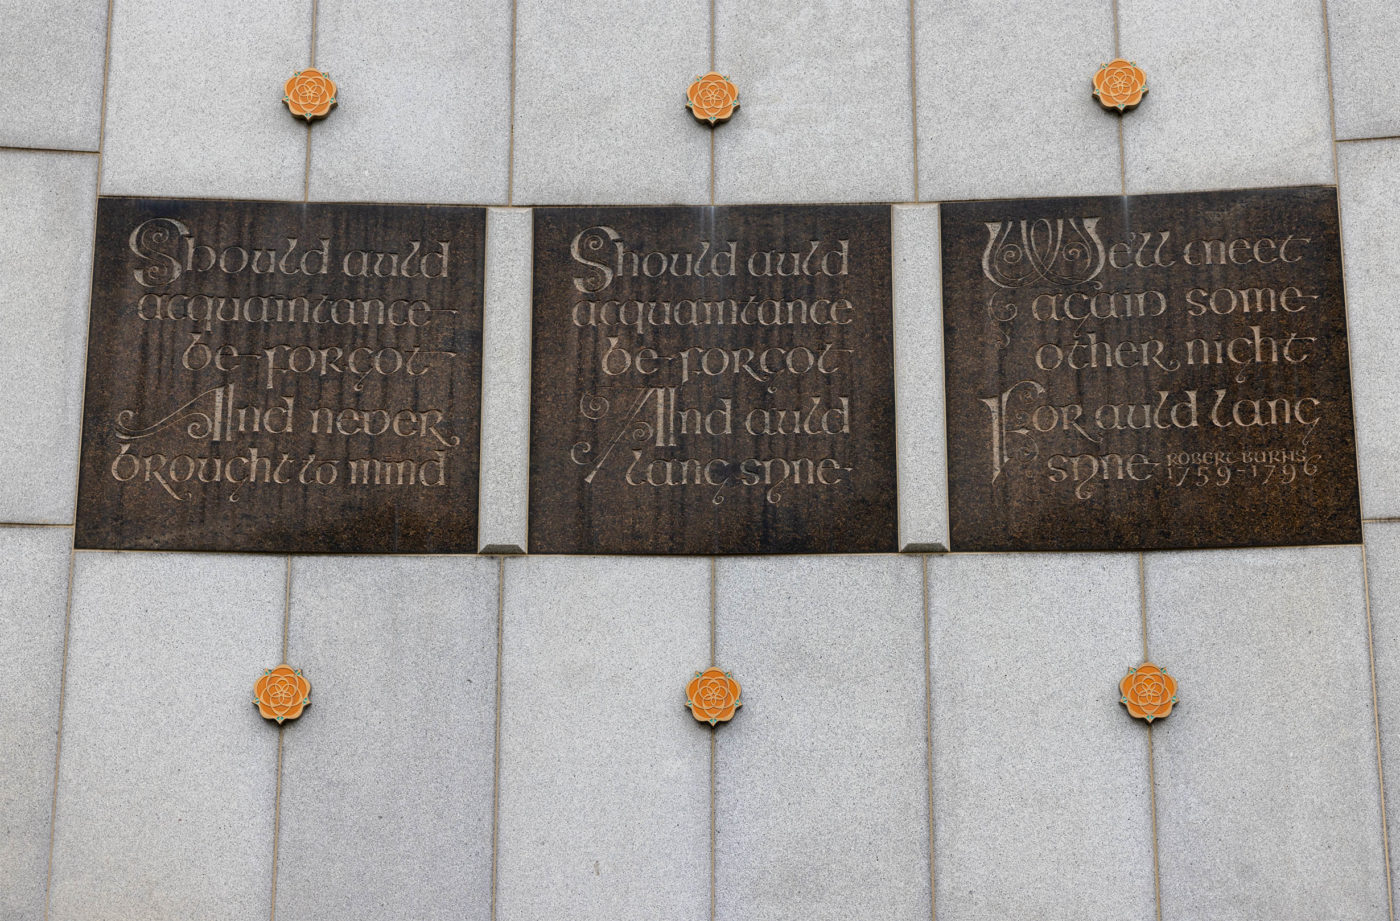 Should auld
acquaintance
be forgot
And never
brought to mind
Should auld
acquaintance
be forgot
And auld
lang syne
We'll meet
again some
other night
For auld lang
syne ROBERT BURNS
1759-1796